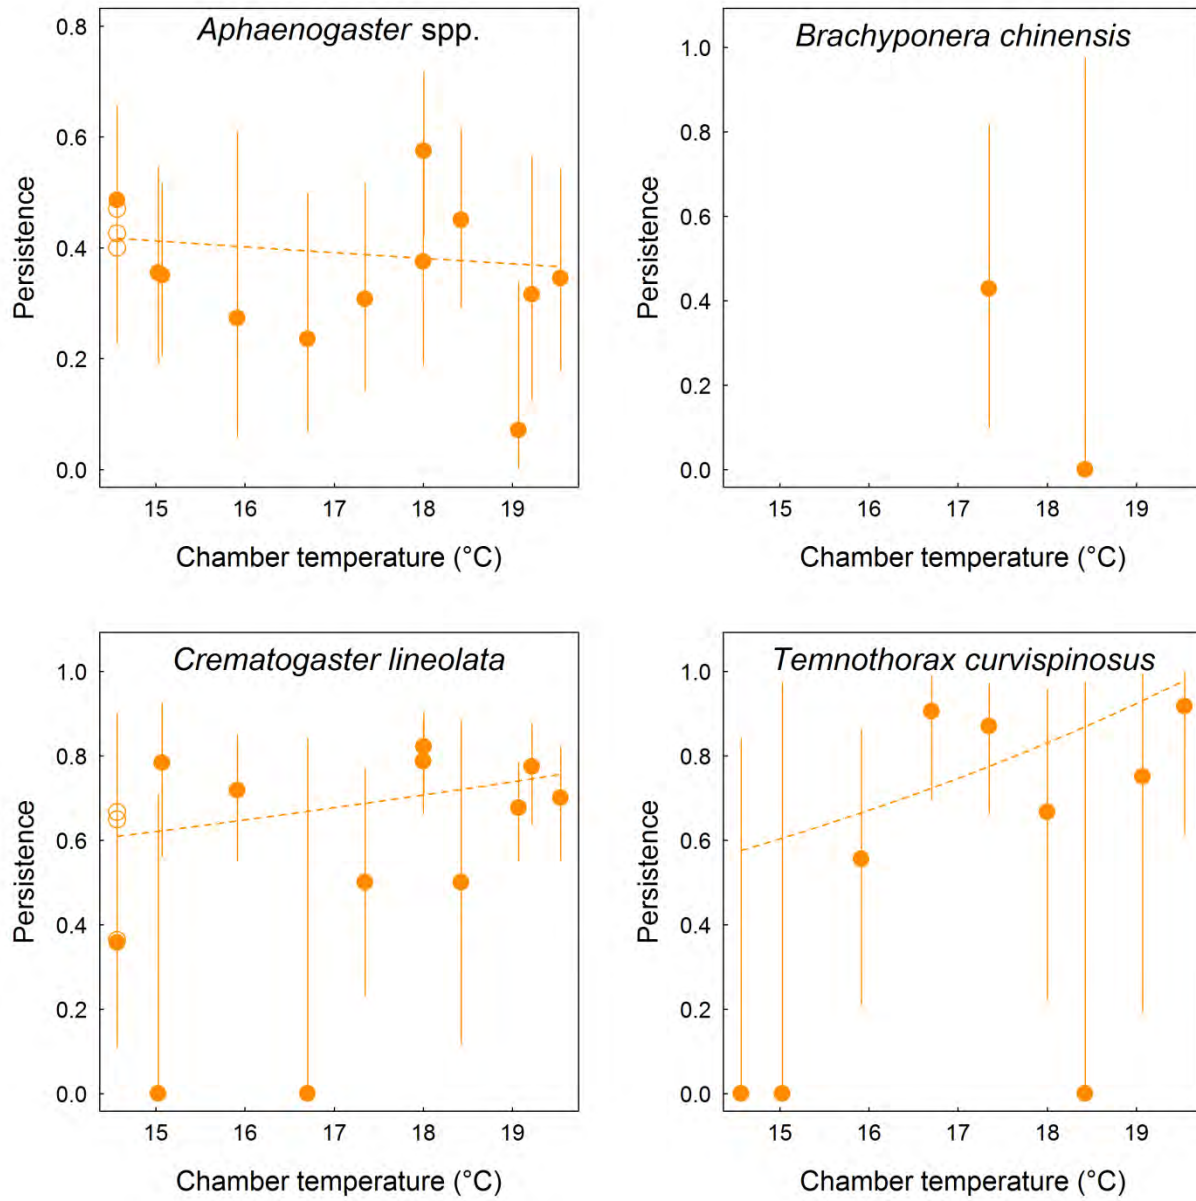 Aphaenogaster spp.
Persistence
0.8
0.6
0.4
0.2
0.0
15 16 17 18 19
Chamber temperature (°C)
Brachyponera chinensis
Persistence
1.0
0.8
0.6
0.4
0.2
0.0
15 16 17 18 19
Chamber temperature (°C)
Crematogaster lineolata
Persistence
1.0
0.8
0.6
0.4
0.2
0.0
15 16 17 18 19
Chamber temperature (°C)
Temnothorax curvispinosus
Persistence
1.0
0.8
0.6
0.4
0.2
0.0
15 16 17 18 19
Chamber temperature (°C)